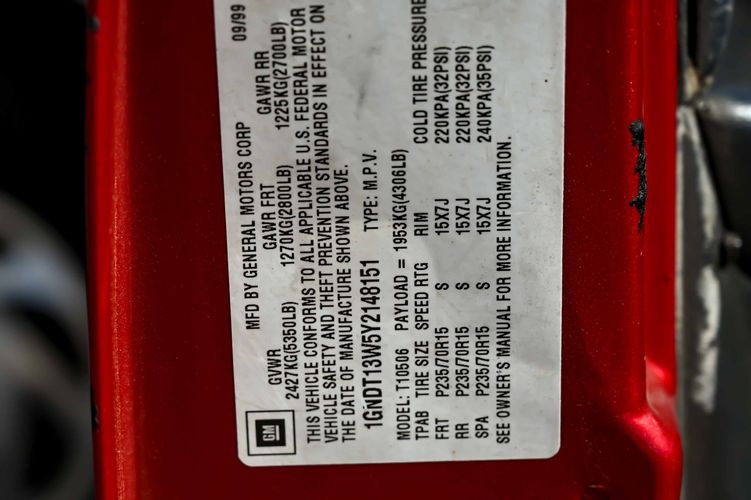 MFD BY GENERAL MOTORS CORP 09/99
GVWR GAWR FRT GAWR RR
2427KG(5350LB) 1270KG(2800LB) 1225KG(2700LB)
THIS VEHICLE CONFORMS TO ALL APPLICABLE U.S. FEDERAL MOTOR
VEHICLE SAFETY AND THEFT PREVENTION STANDARDS IN EFFECT ON
THE DATE OF MANUFACTURE SHOWN ABOVE.
1GNDT13W5Y2148151 TYPE: M.P.V.
MODEL: T10506 PAYLOAD = 1953KG(4306LB)
TPAB TIRE SIZE SPEED RTG RIM COLD TIRE PRESSURE
FRT P235/70R15 S 15X7J 220KPA(32PSI)
RR P235/70R15 S 15X7J 220KPA(32PSI)
SPA P235/70R15 S 15X7J 240KPA(35PSI)
SEE OWNER'S MANUAL FOR MORE INFORMATION.
GM